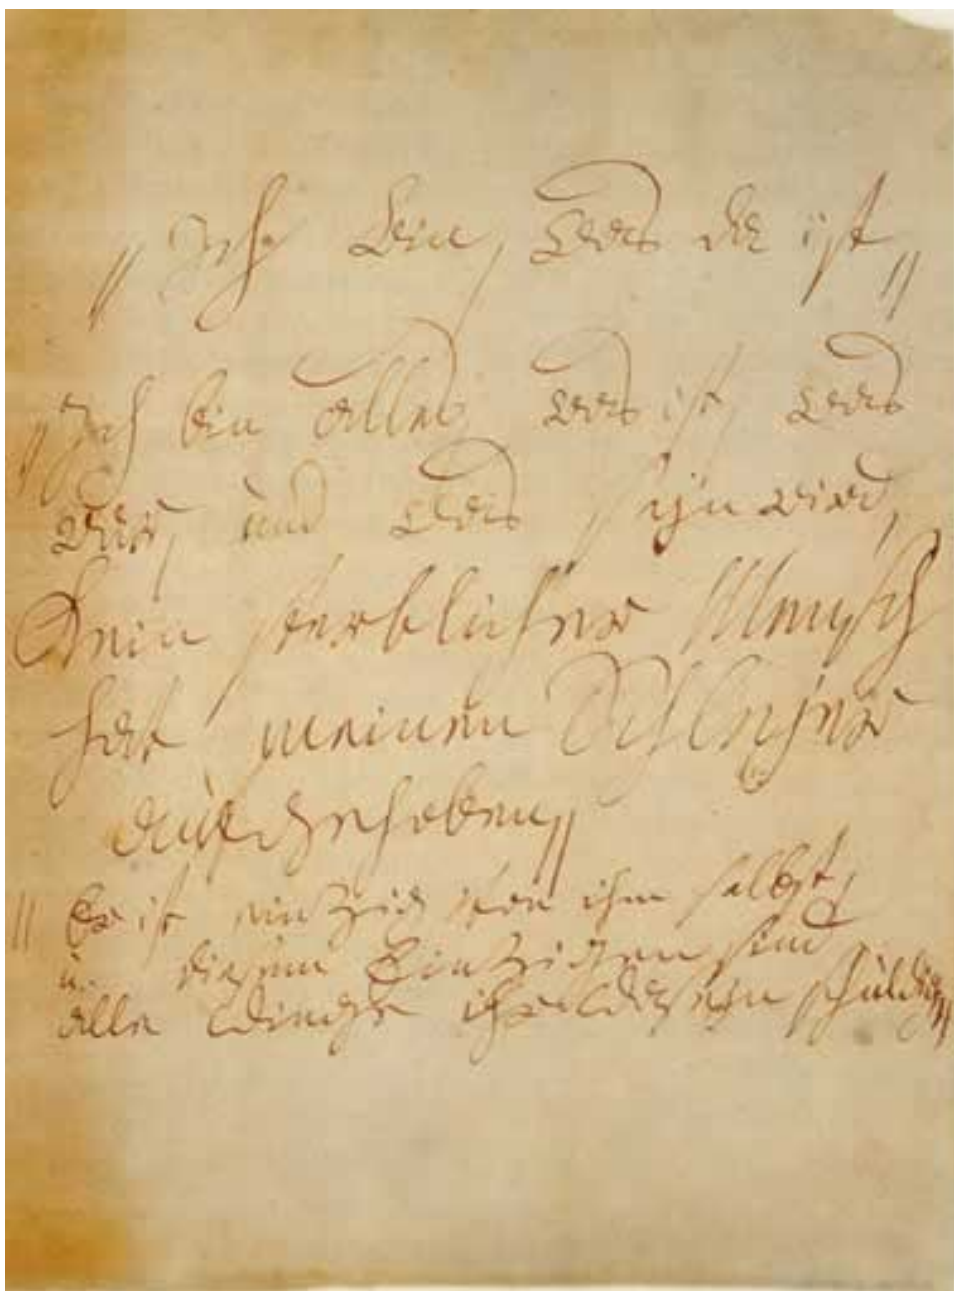 „ Ich Bin, Was da ist „
„ Ich bin alles, Was ist, Was
War, und Was seyn wird,
Kein sterblicher Mensch
hat meinen Schleyer
aufgehoben „
„ Er ist einzig von ihm selbst,
u. diesem Einzigen sind
alle Dinge ihr Daseyn schuldig „